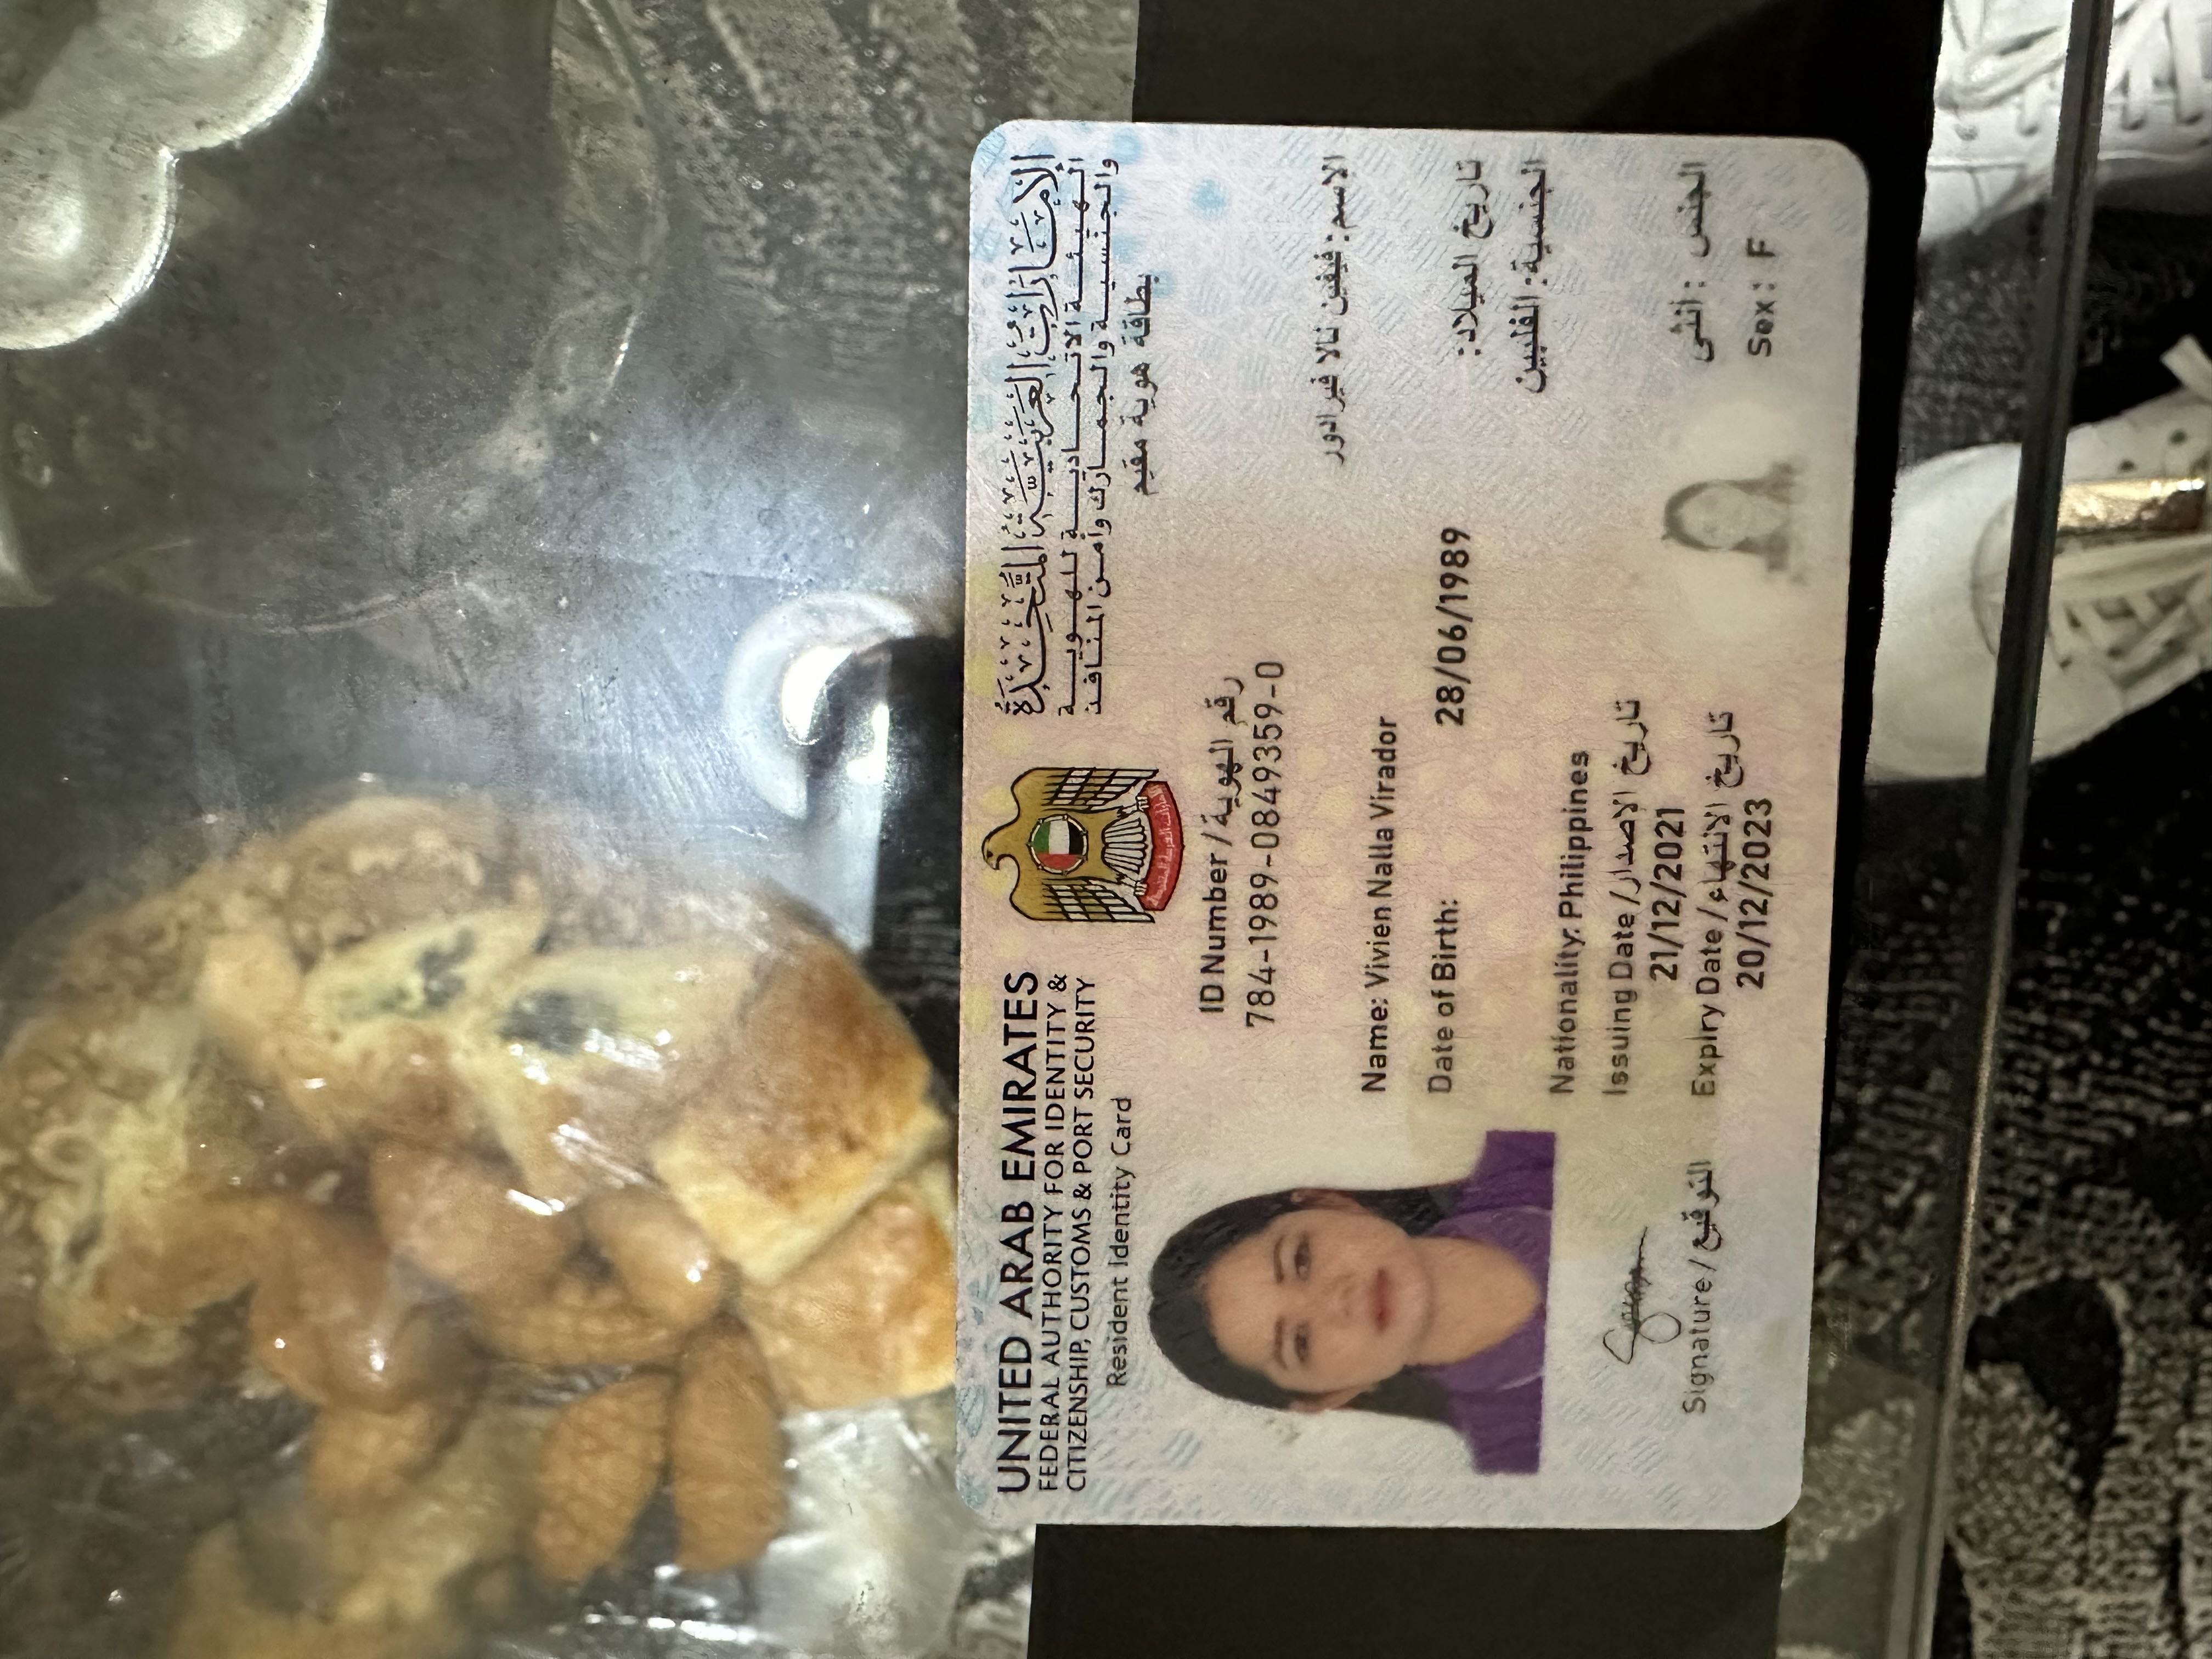 UNITED ARAB EMIRATES
FEDERAL AUTHORITY FOR IDENTITY &
CITIZENSHIP, CUSTOMS & PORT SECURITY
Resident Identity Card
الإمارات العربية المتحدة
الهيئة الاتحادية للهوية
والجنسية والجمارك وأمن المنافذ
بطاقة هوية مقيم
الإمارات العربية المتحدة
ID Number / رقم الهوية
784-1989-0849359-0
الاسم: فيفين نالا فيرادور
Name: Vivien Nalla Virador
Date of Birth: 28/06/1989 تاريخ الميلاد:
الجنسية: الفلبين
Nationality: Philippines
Issuing Date / تاريخ الاصدار
21/12/2021
Expiry Date / تاريخ الانتهاء
20/12/2023
Signature / التوقيع
الجنس : أنثى
Sex : F